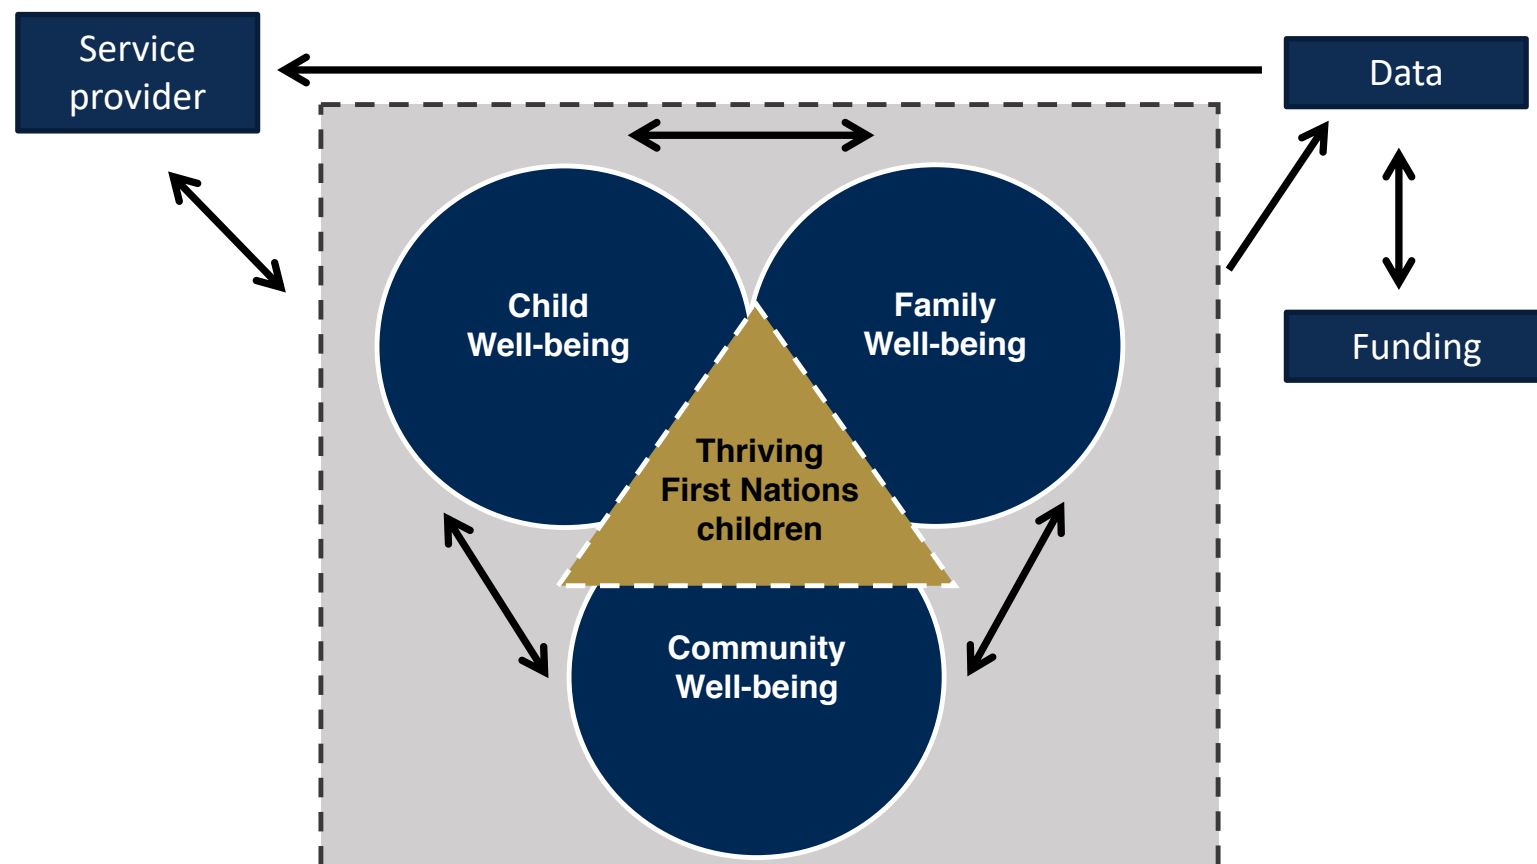 Service
provider
Data
Funding
Child
Well-being
Family
Well-being
Thriving
First Nations
children
Community
Well-being